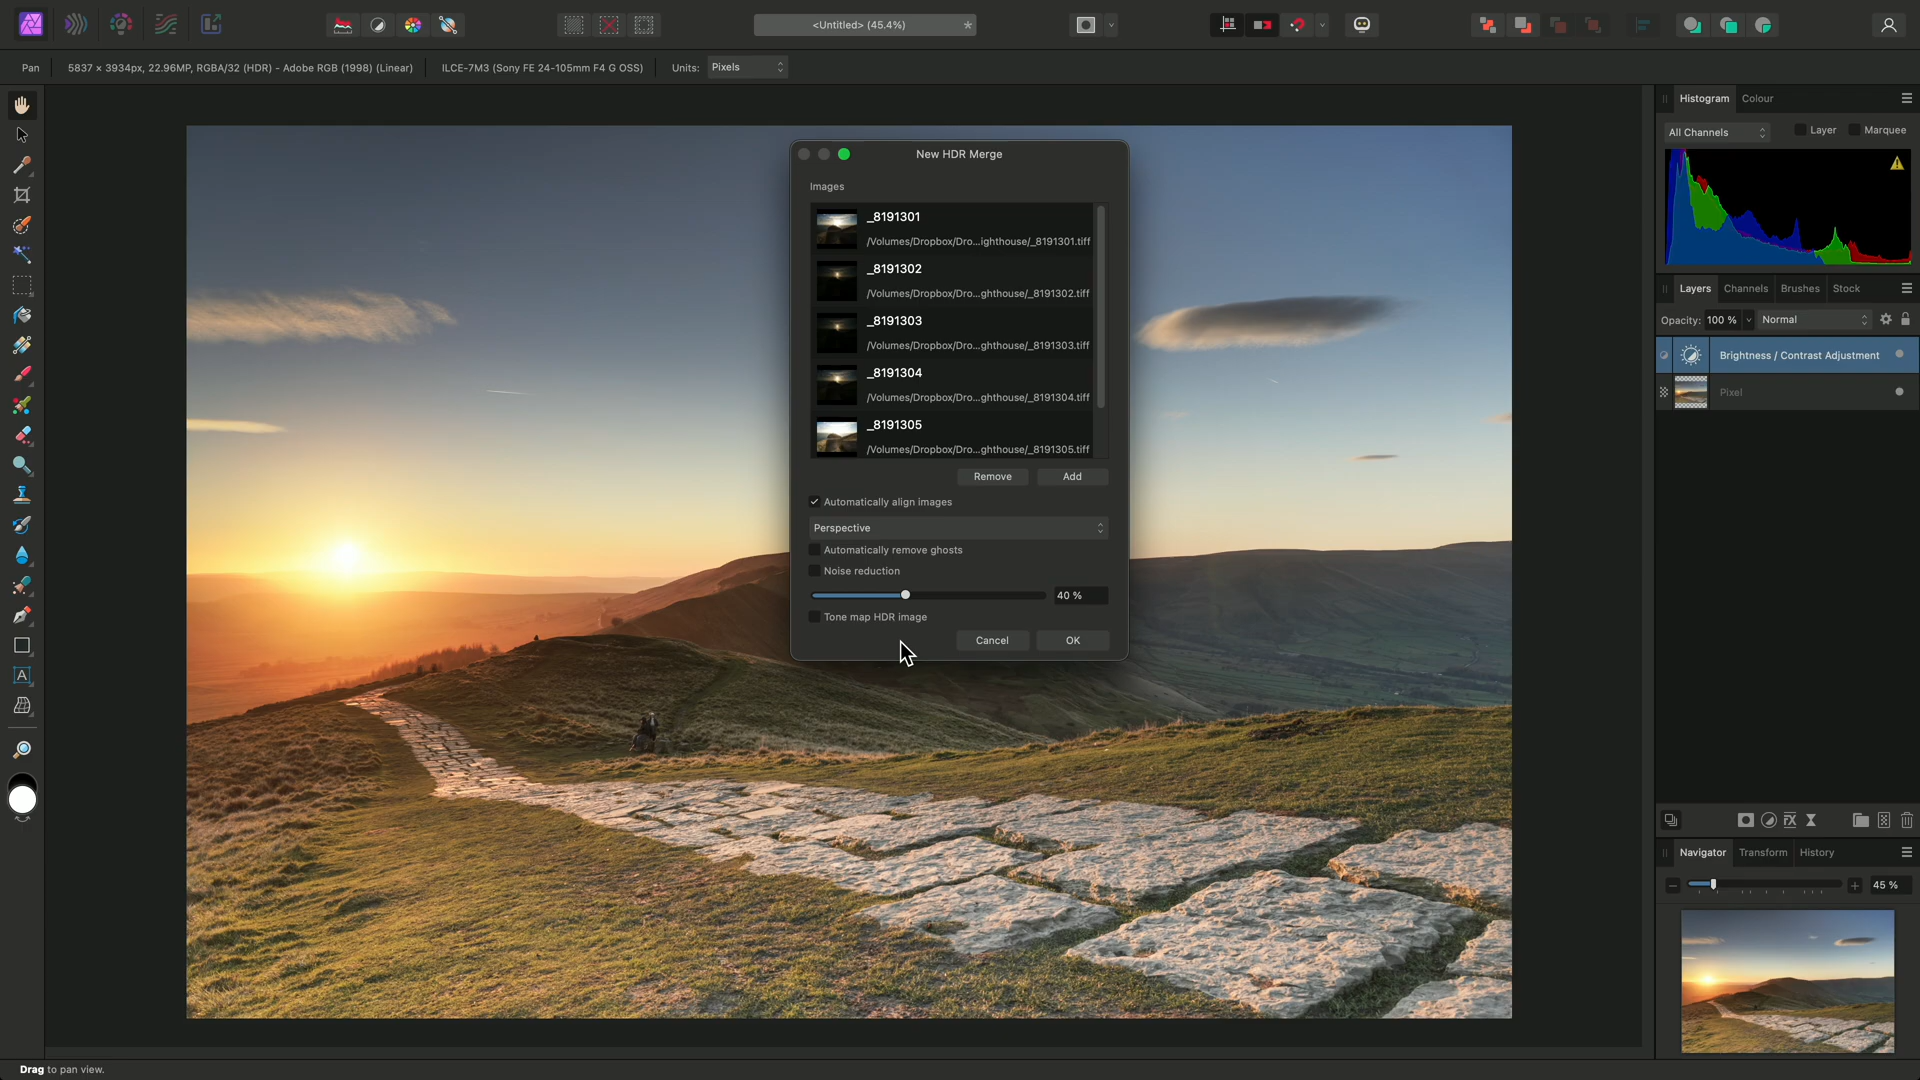 <Untitled> (45.4%)
*
Pan
5837 × 3934px, 22.96MP, RGBA/32 (HDR) - Adobe RGB (1998) (Linear)
ILCE-7M3 (Sony FE 24-105mm F4 G OSS)
Units:
Pixels
New HDR Merge
Images
_8191301
/Volumes/Dropbox/Dro...ighthouse/_8191301.tiff
_8191302
/Volumes/Dropbox/Dro...ghthouse/_8191302.tiff
_8191303
/Volumes/Dropbox/Dro...ghthouse/_8191303.tiff
_8191304
/Volumes/Dropbox/Dro...ghthouse/_8191304.tiff
_8191305
/Volumes/Dropbox/Dro...ghthouse/_8191305.tiff
Remove
Add
Automatically align images
Perspective
Automatically remove ghosts
Noise reduction
40 %
Tone map HDR image
Cancel
OK
Histogram
Colour
All Channels
Layer
Marquee
Layers
Channels
Brushes
Stock
Opacity:
100 %
Normal
Brightness / Contrast Adjustment
Pixel
Navigator
Transform
History
45 %
Drag to pan view.